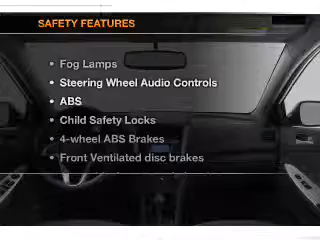 SAFETY FEATURES
• Fog Lamps
• Steering Wheel Audio Controls
• ABS
• Child Safety Locks
• 4-wheel ABS Brakes
• Front Ventilated disc brakes